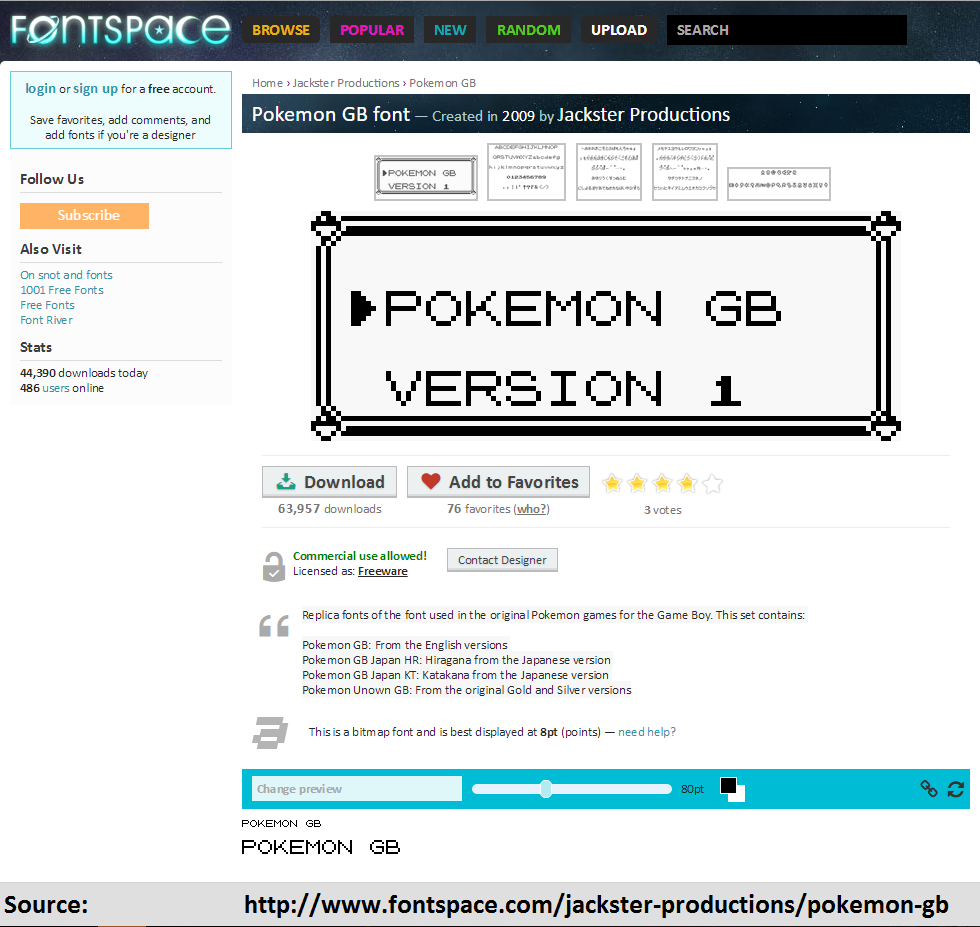 FONTSPACE BROWSE POPULAR NEW RANDOM UPLOAD SEARCH
login or sign up for a free account.
Save favorites, add comments, and
add fonts if you're a designer
Follow Us
Subscribe
Also Visit
On snot and fonts
1001 Free Fonts
Free Fonts
Font River
Stats
44,390 downloads today
486 users online
Home › Jackster Productions › Pokemon GB
Pokemon GB font — Created in 2009 by Jackster Productions
POKEMON GB
VERSION 1
ABCDEFGHIJKLMNOP
QRSTUVWXYZabcdefg
hijklmnopqrstuvwxyz
0123456789
POKEMON GB
VERSION 1
Download Add to Favorites
63,957 downloads 76 favorites (who?) 3 votes
Commercial use allowed!
Licensed as: Freeware
Contact Designer
Replica fonts of the font used in the original Pokemon games for the Game Boy. This set contains:
Pokemon GB: From the English versions
Pokemon GB Japan HR: Hiragana from the Japanese version
Pokemon GB Japan KT: Katakana from the Japanese version
Pokemon Unown GB: From the original Gold and Silver versions
This is a bitmap font and is best displayed at 8pt (points) — need help?
Change preview 80pt
POKEMON GB
POKEMON GB
Source: http://www.fontspace.com/jackster-productions/pokemon-gb